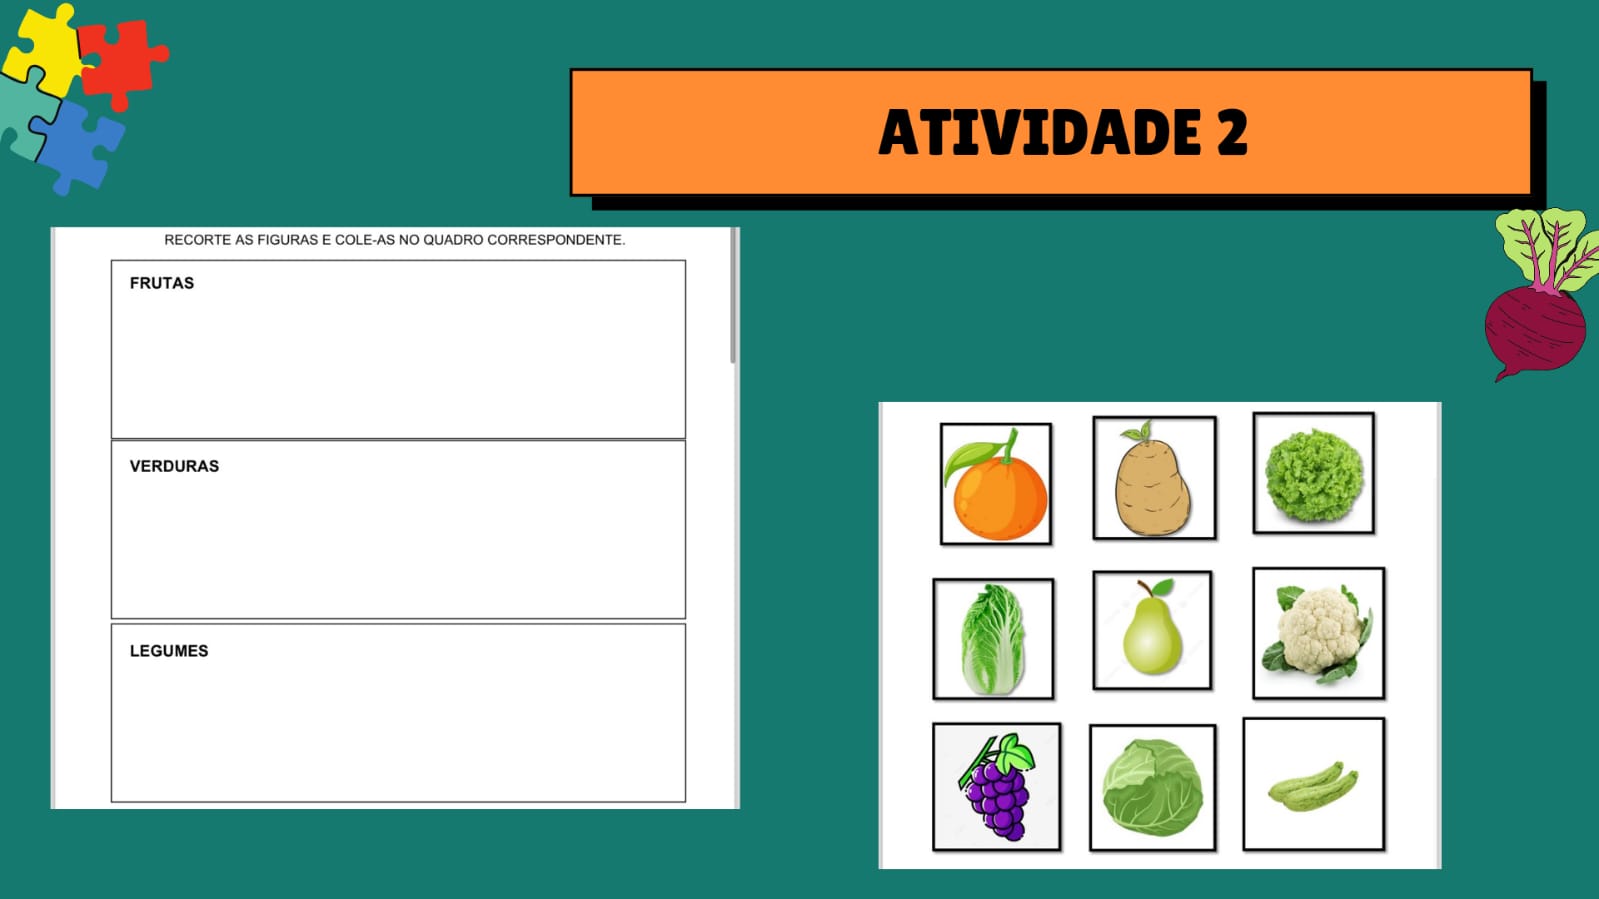 ATIVIDADE 2
RECORTE AS FIGURAS E COLE-AS NO QUADRO CORRESPONDENTE.
FRUTAS
VERDURAS
LEGUMES